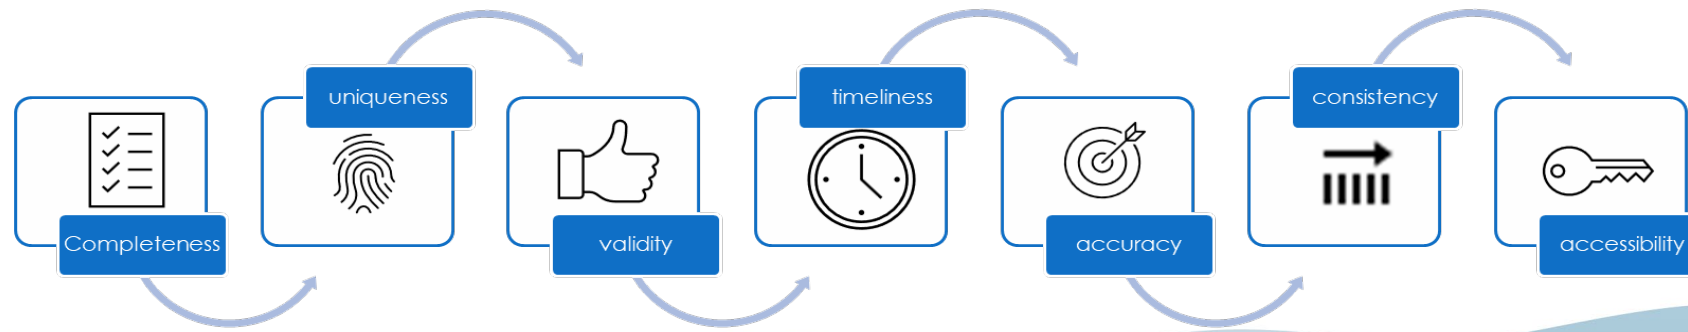 Completeness
uniqueness
validity
timeliness
accuracy
consistency
accessibility